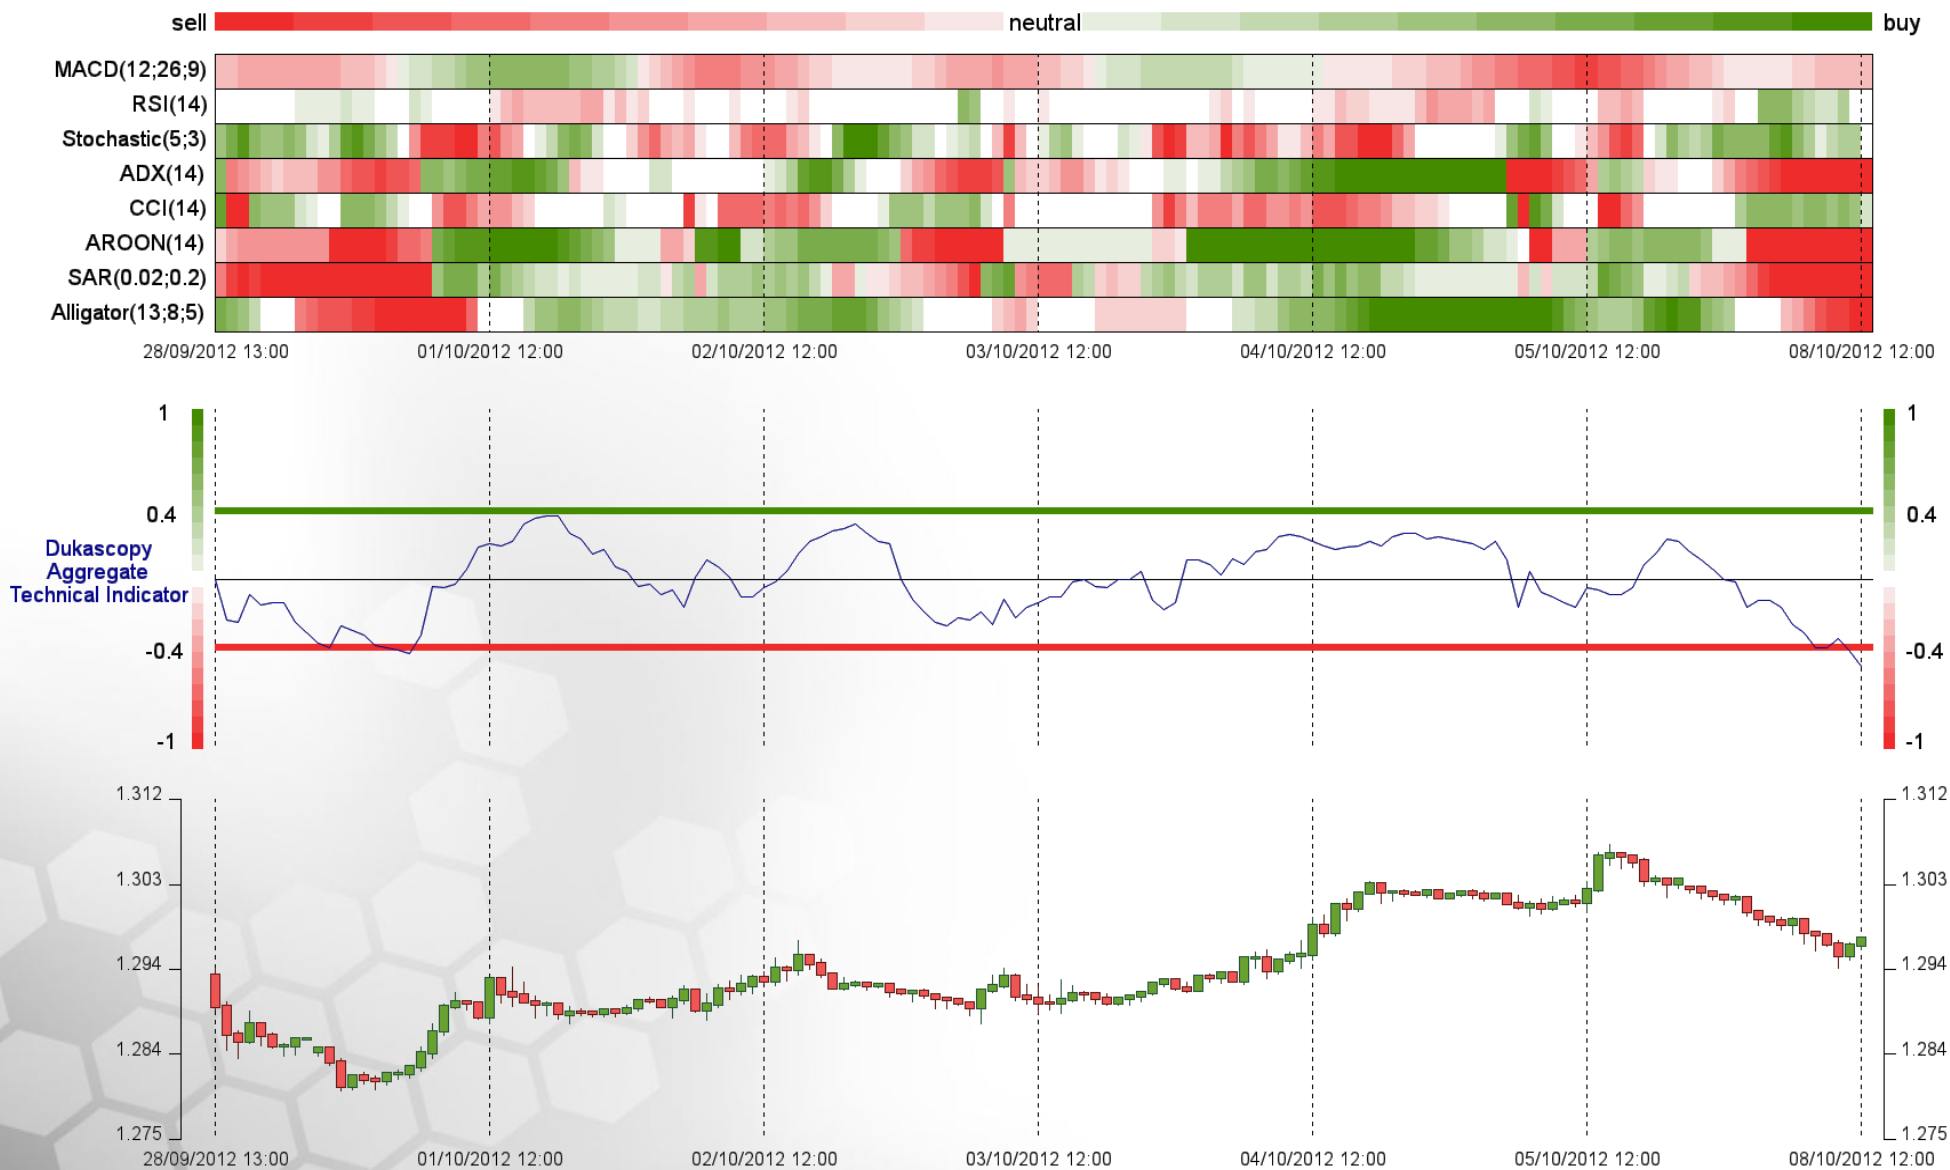 sell neutral buy
MACD(12;26;9)
RSI(14)
Stochastic(5;3)
ADX(14)
CCI(14)
AROON(14)
SAR(0.02;0.2)
Alligator(13;8;5)
28/09/2012 13:00 01/10/2012 12:00 02/10/2012 12:00 03/10/2012 12:00 04/10/2012 12:00 05/10/2012 12:00 08/10/2012 12:00
1 1
0.4 0.4
Dukascopy
Aggregate
Technical Indicator
-0.4 -0.4
-1 -1
1.312 1.312
1.303 1.303
1.294 1.294
1.284 1.284
1.275 1.275
28/09/2012 13:00 01/10/2012 12:00 02/10/2012 12:00 03/10/2012 12:00 04/10/2012 12:00 05/10/2012 12:00 08/10/2012 12:00